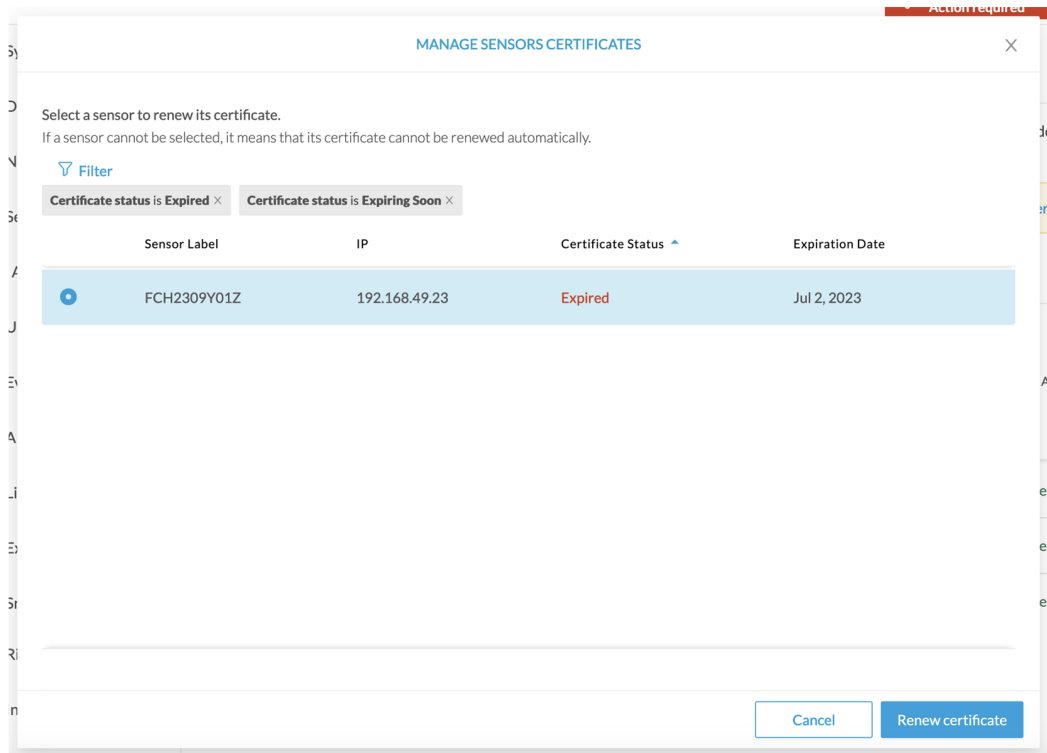 Action required
MANAGE SENSORS CERTIFICATES
Select a sensor to renew its certificate.
If a sensor cannot be selected, it means that its certificate cannot be renewed automatically.
Filter
Certificate status is Expired × Certificate status is Expiring Soon ×
Sensor Label IP Certificate Status Expiration Date
FCH2309Y01Z 192.168.49.23 Expired Jul 2, 2023
Cancel Renew certificate